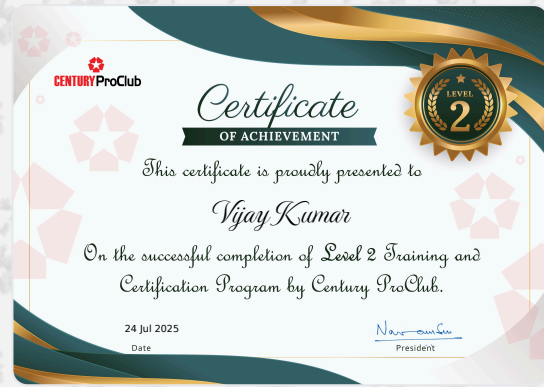 CENTURY ProClub
Certificate
OF ACHIEVEMENT
LEVEL
2
This certificate is proudly presented to
Vijay Kumar
On the successful completion of Level 2 Training and
Certification Program by Century ProClub.
24 Jul 2025
Date
President